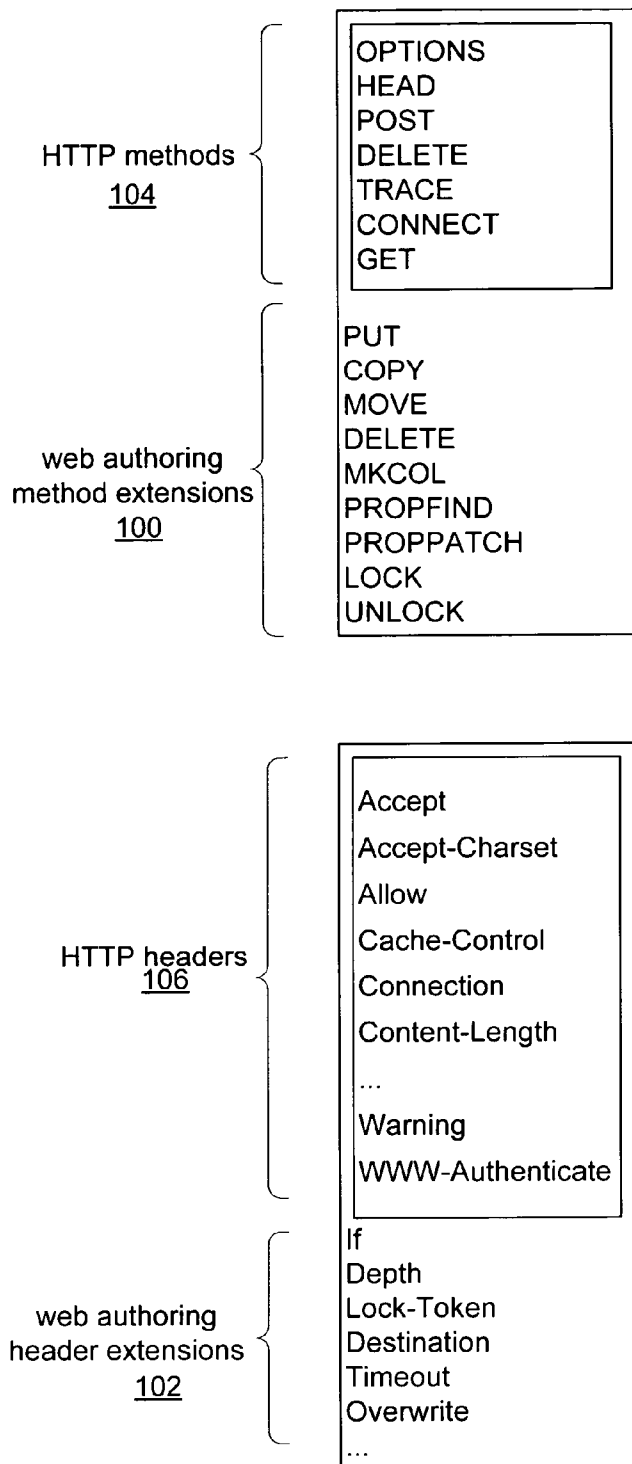 HTTP methods
104
OPTIONS
HEAD
POST
DELETE
TRACE
CONNECT
GET
web authoring
method extensions
100
PUT
COPY
MOVE
DELETE
MKCOL
PROPFIND
PROPPATCH
LOCK
UNLOCK
HTTP headers
106
Accept
Accept-Charset
Allow
Cache-Control
Connection
Content-Length
...
Warning
WWW-Authenticate
web authoring
header extensions
102
If
Depth
Lock-Token
Destination
Timeout
Overwrite
...